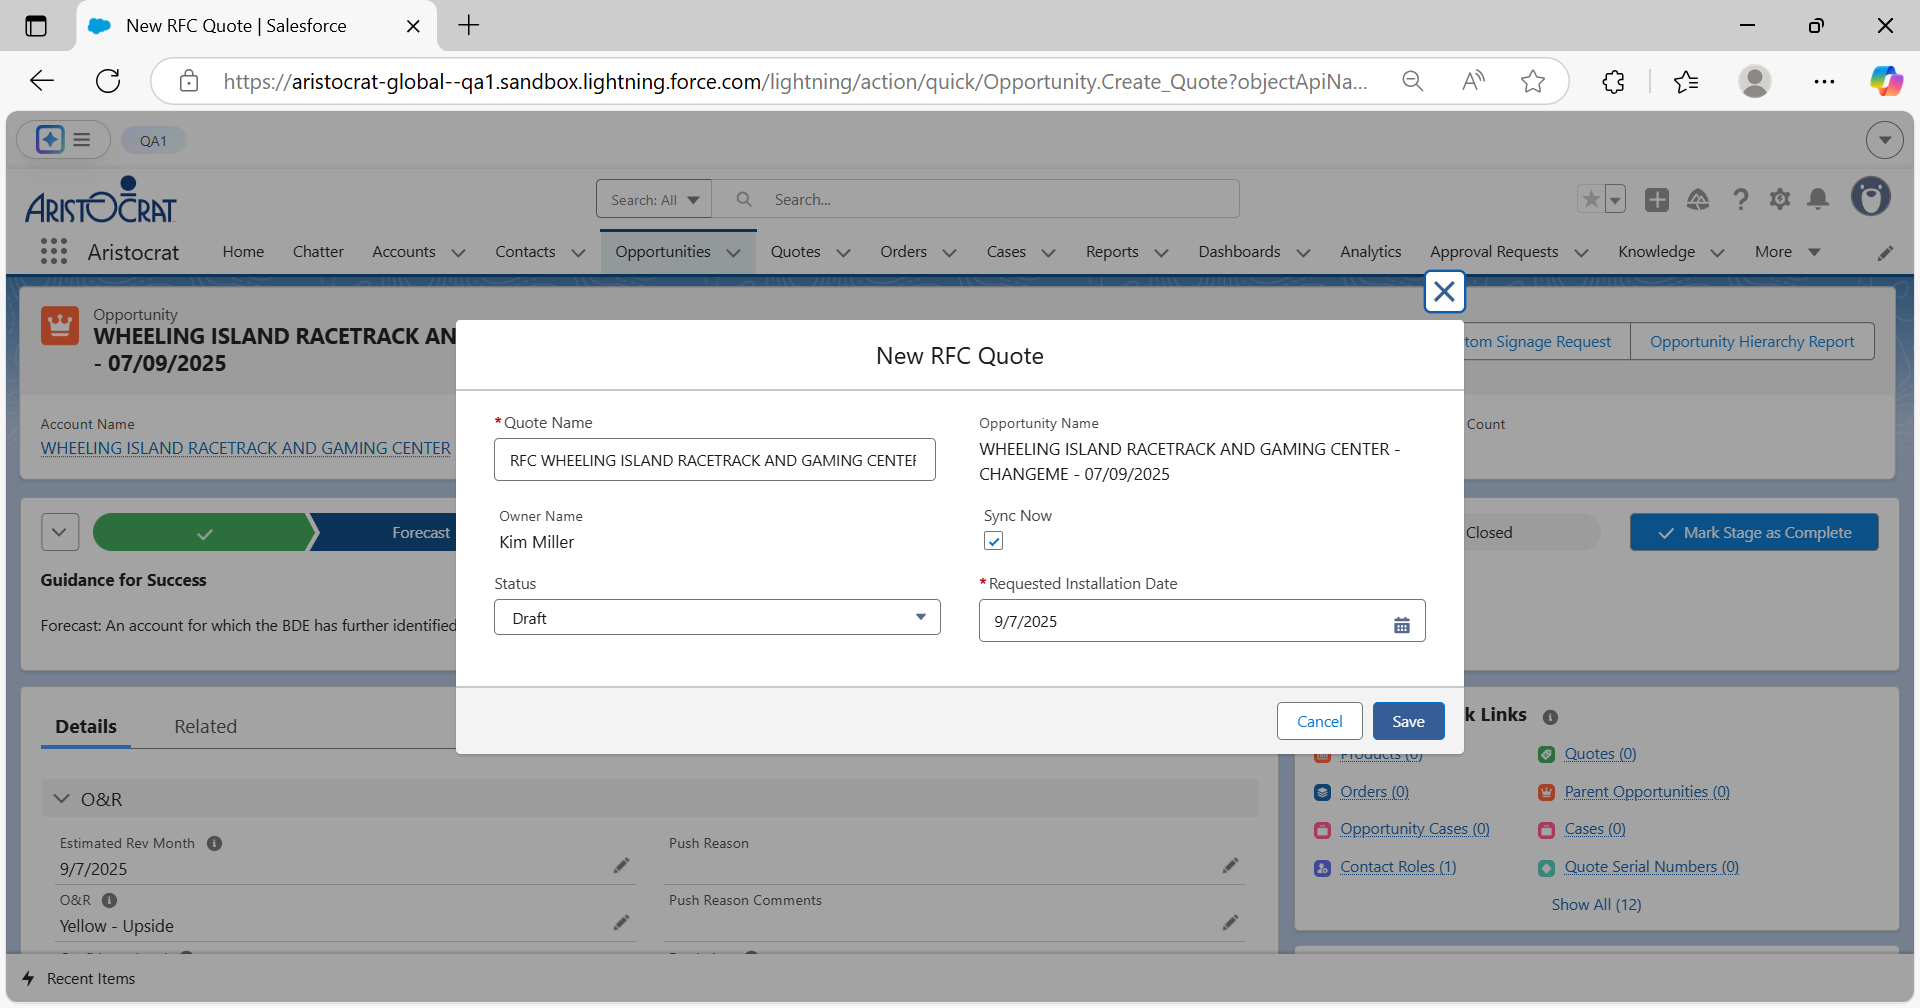 New RFC Quote | Salesforce
https://aristocrat-global--qa1.sandbox.lightning.force.com/lightning/action/quick/Opportunity.Create_Quote?objectApiNa...
QA1
ARISTOCRAT
Search: All
Search...
Aristocrat
Home
Chatter
Accounts
Contacts
Opportunities
Quotes
Orders
Cases
Reports
Dashboards
Analytics
Approval Requests
Knowledge
More
Opportunity
WHEELING ISLAND RACETRACK AN
- 07/09/2025
tom Signage Request
Opportunity Hierarchy Report
Account Name
WHEELING ISLAND RACETRACK AND GAMING CENTER
Count
New RFC Quote
*Quote Name
RFC WHEELING ISLAND RACETRACK AND GAMING CENTER
Opportunity Name
WHEELING ISLAND RACETRACK AND GAMING CENTER -
CHANGEME - 07/09/2025
Owner Name
Kim Miller
Sync Now
Status
Draft
*Requested Installation Date
9/7/2025
Cancel
Save
Forecast
Closed
Mark Stage as Complete
Guidance for Success
Forecast: An account for which the BDE has further identified
Details
Related
O&R
Estimated Rev Month
9/7/2025
Push Reason
O&R
Yellow - Upside
Push Reason Comments
k Links
Products (0)
Quotes (0)
Orders (0)
Parent Opportunities (0)
Opportunity Cases (0)
Cases (0)
Contact Roles (1)
Quote Serial Numbers (0)
Show All (12)
Recent Items